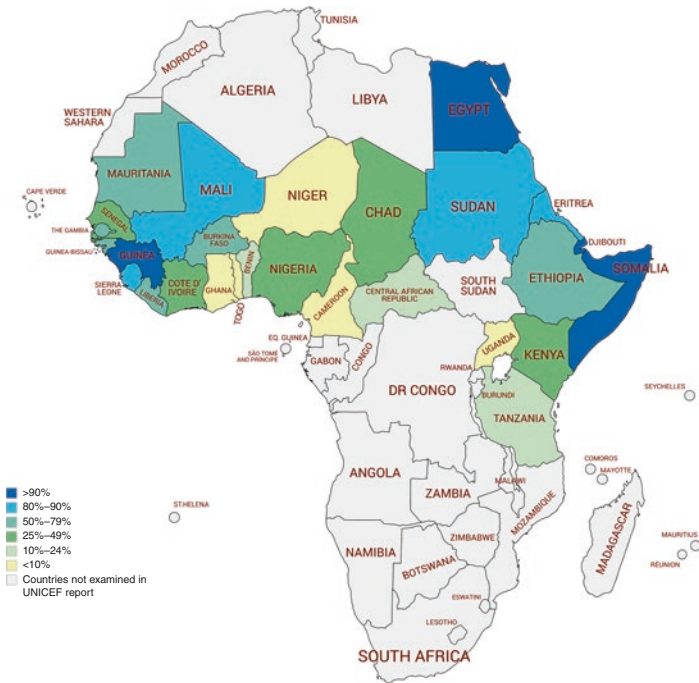 TUNISIA
MOROCCO
ALGERIA
LIBYA
EGYPT
WESTERN
SAHARA
MAURITANIA
MALI
NIGER
CHAD
SUDAN
ERITREA
CAPE VERDE
SENEGAL
THE GAMBIA
GUINEA-BISSAU
GUINEA
BURKINA
FASO
BENIN
NIGERIA
DJIBOUTI
SOMALIA
ETHIOPIA
SOUTH
SUDAN
SIERRA
LEONE
LIBERIA
COTE D'
IVOIRE
GHANA
TOGO
CAMEROON
CENTRAL AFRICAN
REPUBLIC
EQ. GUINEA
SÃO TOMÉ
AND PRINCIPE
GABON
CONGO
UGANDA
KENYA
RWANDA
DR CONGO
BURUNDI
TANZANIA
SEYCHELLES
COMOROS
MAYOTTE
ANGOLA
MALAWI
ZAMBIA
MOZAMBIQUE
ST.HELENA
ZIMBABWE
MADAGASCAR
MAURITIUS
RÉUNION
NAMIBIA
BOTSWANA
ESWATINI
LESOTHO
SOUTH AFRICA
>90%
80%–90%
50%–79%
25%–49%
10%–24%
<10%
Countries not examined in
UNICEF report